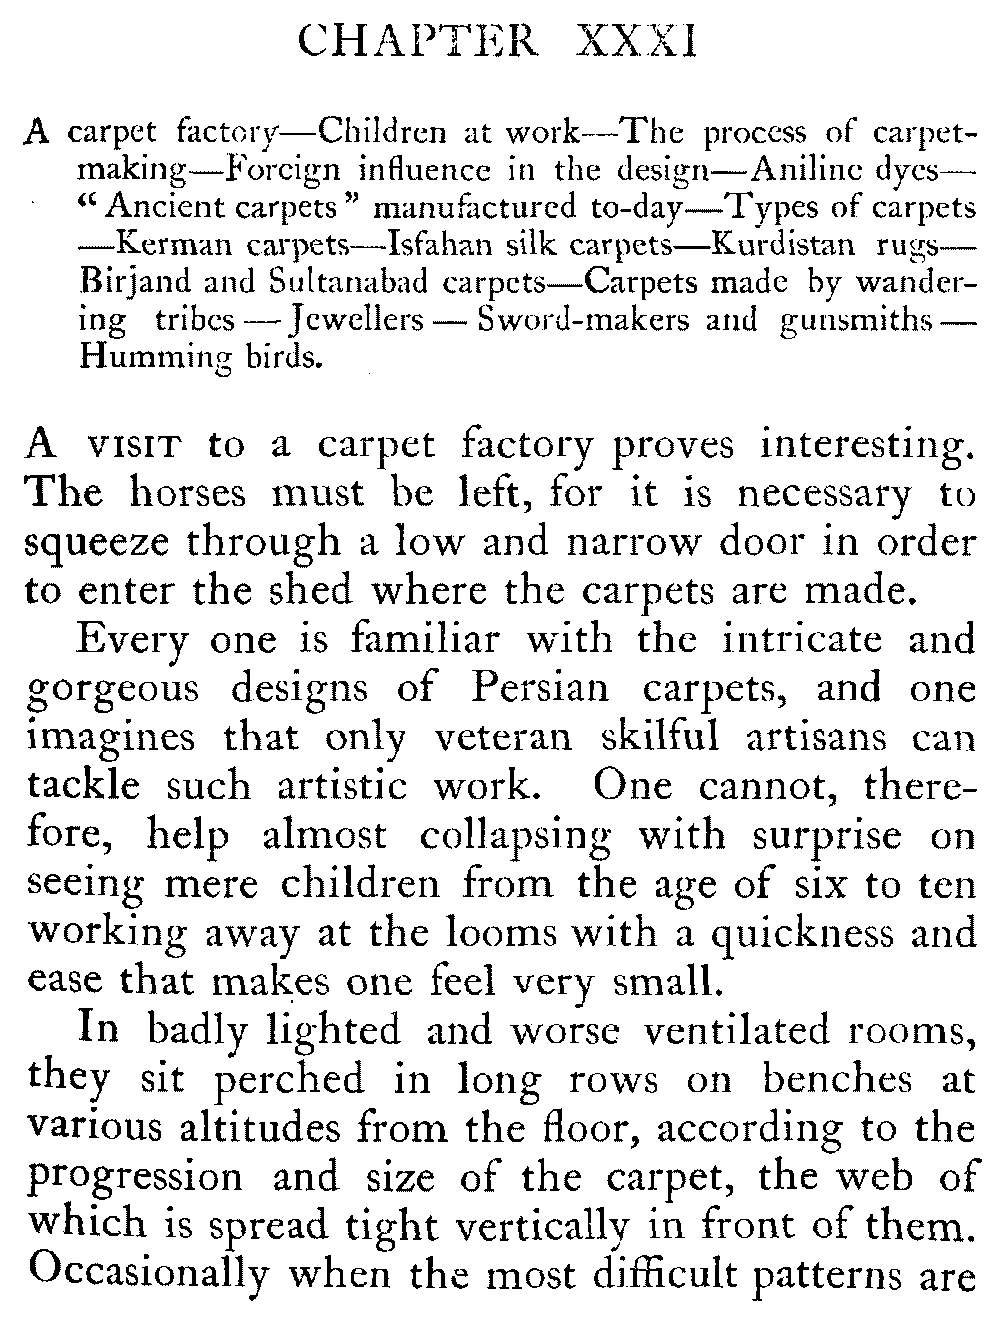 CHAPTER XXXI
A carpet factory—Children at work—The process of carpet-
making—Foreign influence in the design—Aniline dyes—
“Ancient carpets” manufactured to-day—Types of carpets
—Kerman carpets—Isfahan silk carpets—Kurdistan rugs—
Birjand and Sultanabad carpets—Carpets made by wander-
ing tribes — Jewellers — Sword-makers and gunsmiths —
Humming birds.
A VISIT to a carpet factory proves interesting.
The horses must be left, for it is necessary to
squeeze through a low and narrow door in order
to enter the shed where the carpets are made.
Every one is familiar with the intricate and
gorgeous designs of Persian carpets, and one
imagines that only veteran skilful artisans can
tackle such artistic work. One cannot, there-
fore, help almost collapsing with surprise on
seeing mere children from the age of six to ten
working away at the looms with a quickness and
ease that makes one feel very small.
In badly lighted and worse ventilated rooms,
they sit perched in long rows on benches at
various altitudes from the floor, according to the
progression and size of the carpet, the web of
which is spread tight vertically in front of them.
Occasionally when the most difficult patterns are